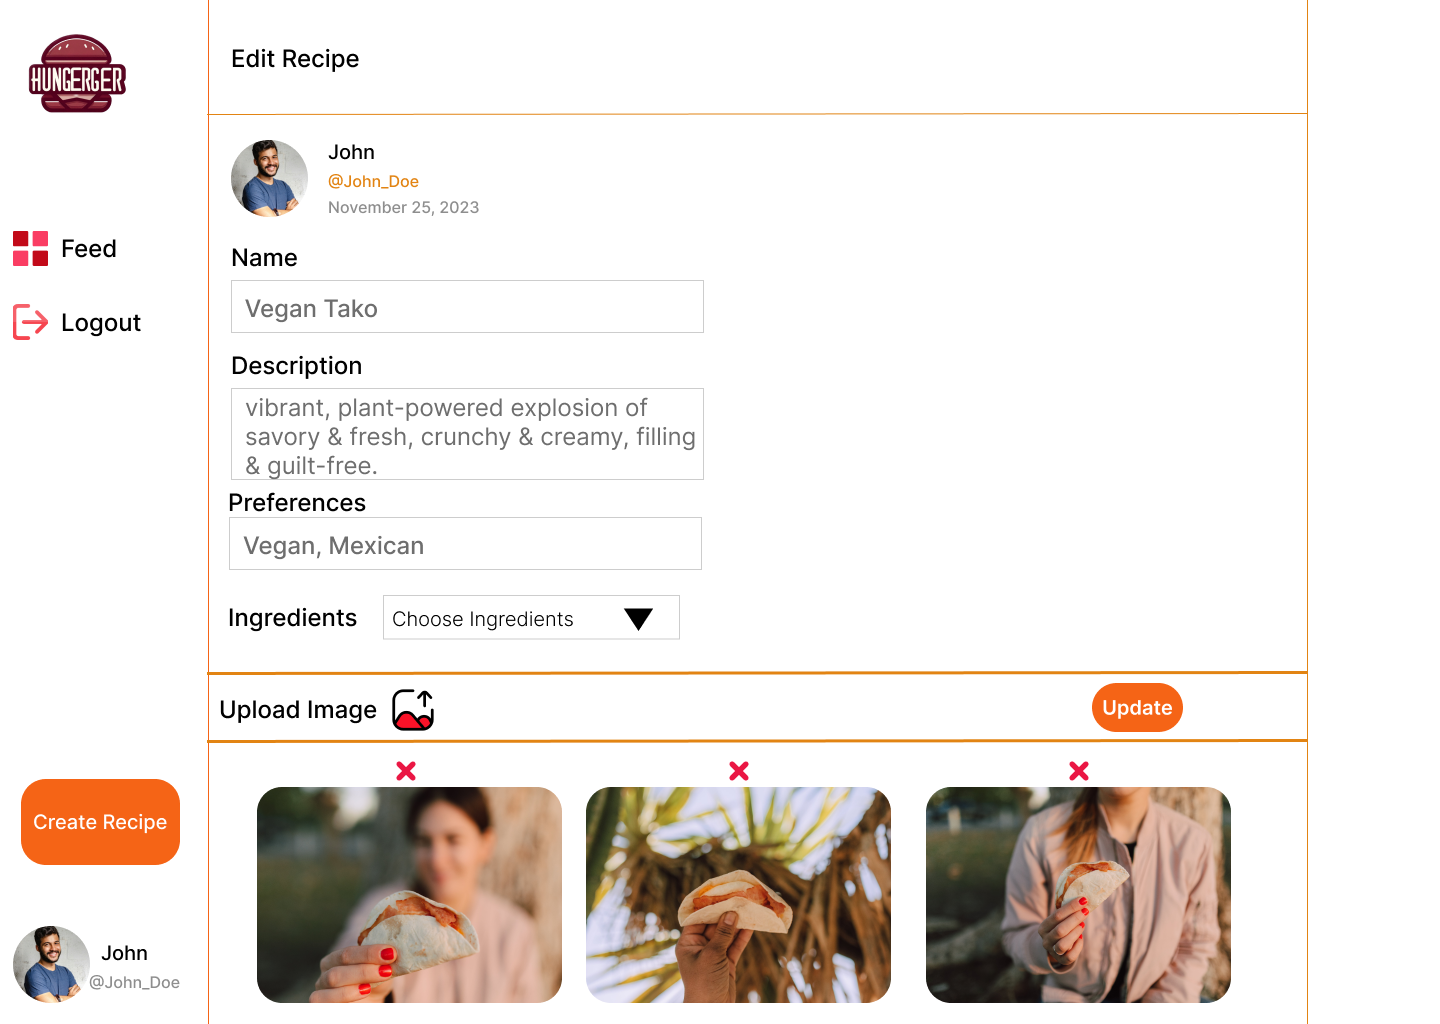 HUNGERGER
Feed
Logout
Create Recipe
John
@John_Doe
Edit Recipe
John
@John_Doe
November 25, 2023
Name
Vegan Tako
Description
vibrant, plant-powered explosion of
savory & fresh, crunchy & creamy, filling
& guilt-free.
Preferences
Vegan, Mexican
Ingredients
Choose Ingredients
Upload Image
Update